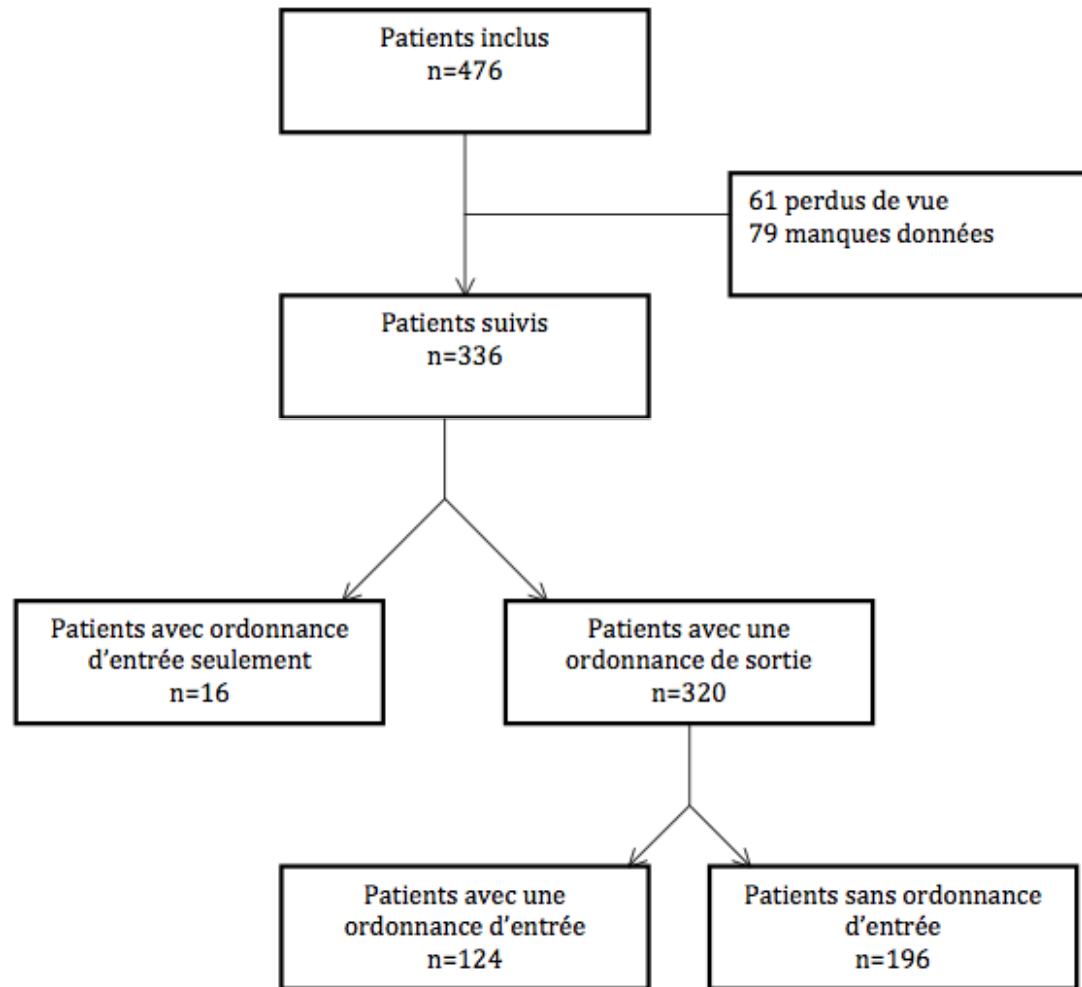 Patients inclus
n=476
61 perdus de vue
79 manques données
Patients suivis
n=336
Patients avec ordonnance
d'entrée seulement
n=16
Patients avec une
ordonnance de sortie
n=320
Patients avec une
ordonnance d'entrée
n=124
Patients sans ordonnance
d'entrée
n=196